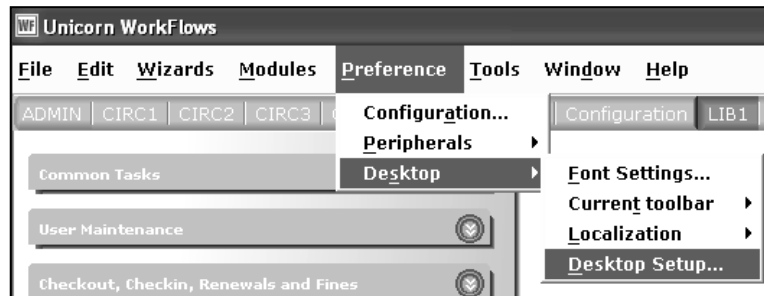 WF Unicorn WorkFlows
File Edit Wizards Modules Preference Tools Window Help
ADMIN CIRC1 CIRC2 CIRC3 Configuration LIB1
Configuration...
Peripherals
Desktop
Font Settings...
Current toolbar
Localization
Desktop Setup...
Common Tasks
User Maintenance
Checkout, Checkin, Renewals and Fines